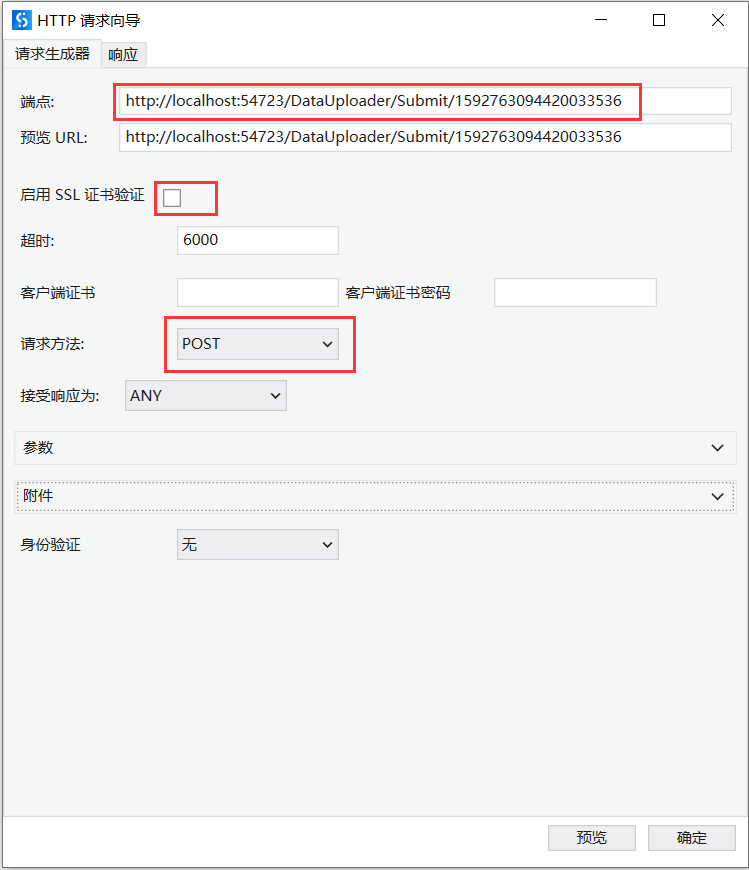 HTTP 请求向导
请求生成器 响应
端点: http://localhost:54723/DataUploader/Submit/1592763094420033536
预览 URL: http://localhost:54723/DataUploader/Submit/1592763094420033536
启用 SSL 证书验证
超时: 6000
客户端证书 客户端证书密码
请求方法: POST
接受响应为: ANY
参数
附件
身份验证 无
预览 确定